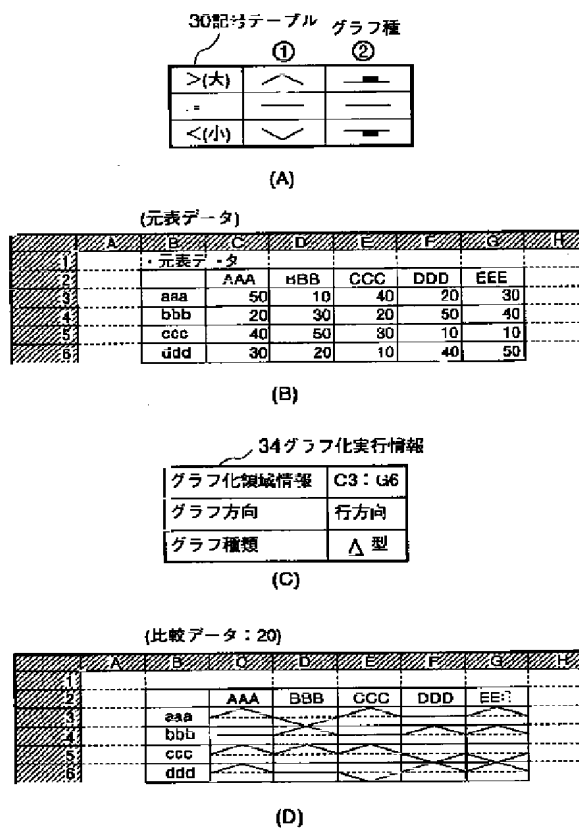 30記号テーブル グラフ種
① ②
>(大)
=
<(小)
(A)
(元表データ)
A B C D E F G H
1 ・元表データ
2 AAA BBB CCC DDD EEE
3 aaa 50 10 40 20 30
4 bbb 20 30 20 50 40
5 ccc 40 50 30 10 10
6 ddd 30 20 10 40 50
(B)
34グラフ化実行情報
グラフ化領域情報 C3:G6
グラフ方向 行方向
グラフ種類 Λ 型
(C)
(比較データ:20)
A B C D E F G H
1
2 AAA BBB CCC DDD EEE
3 aaa
4 bbb
5 ccc
6 ddd
(D)